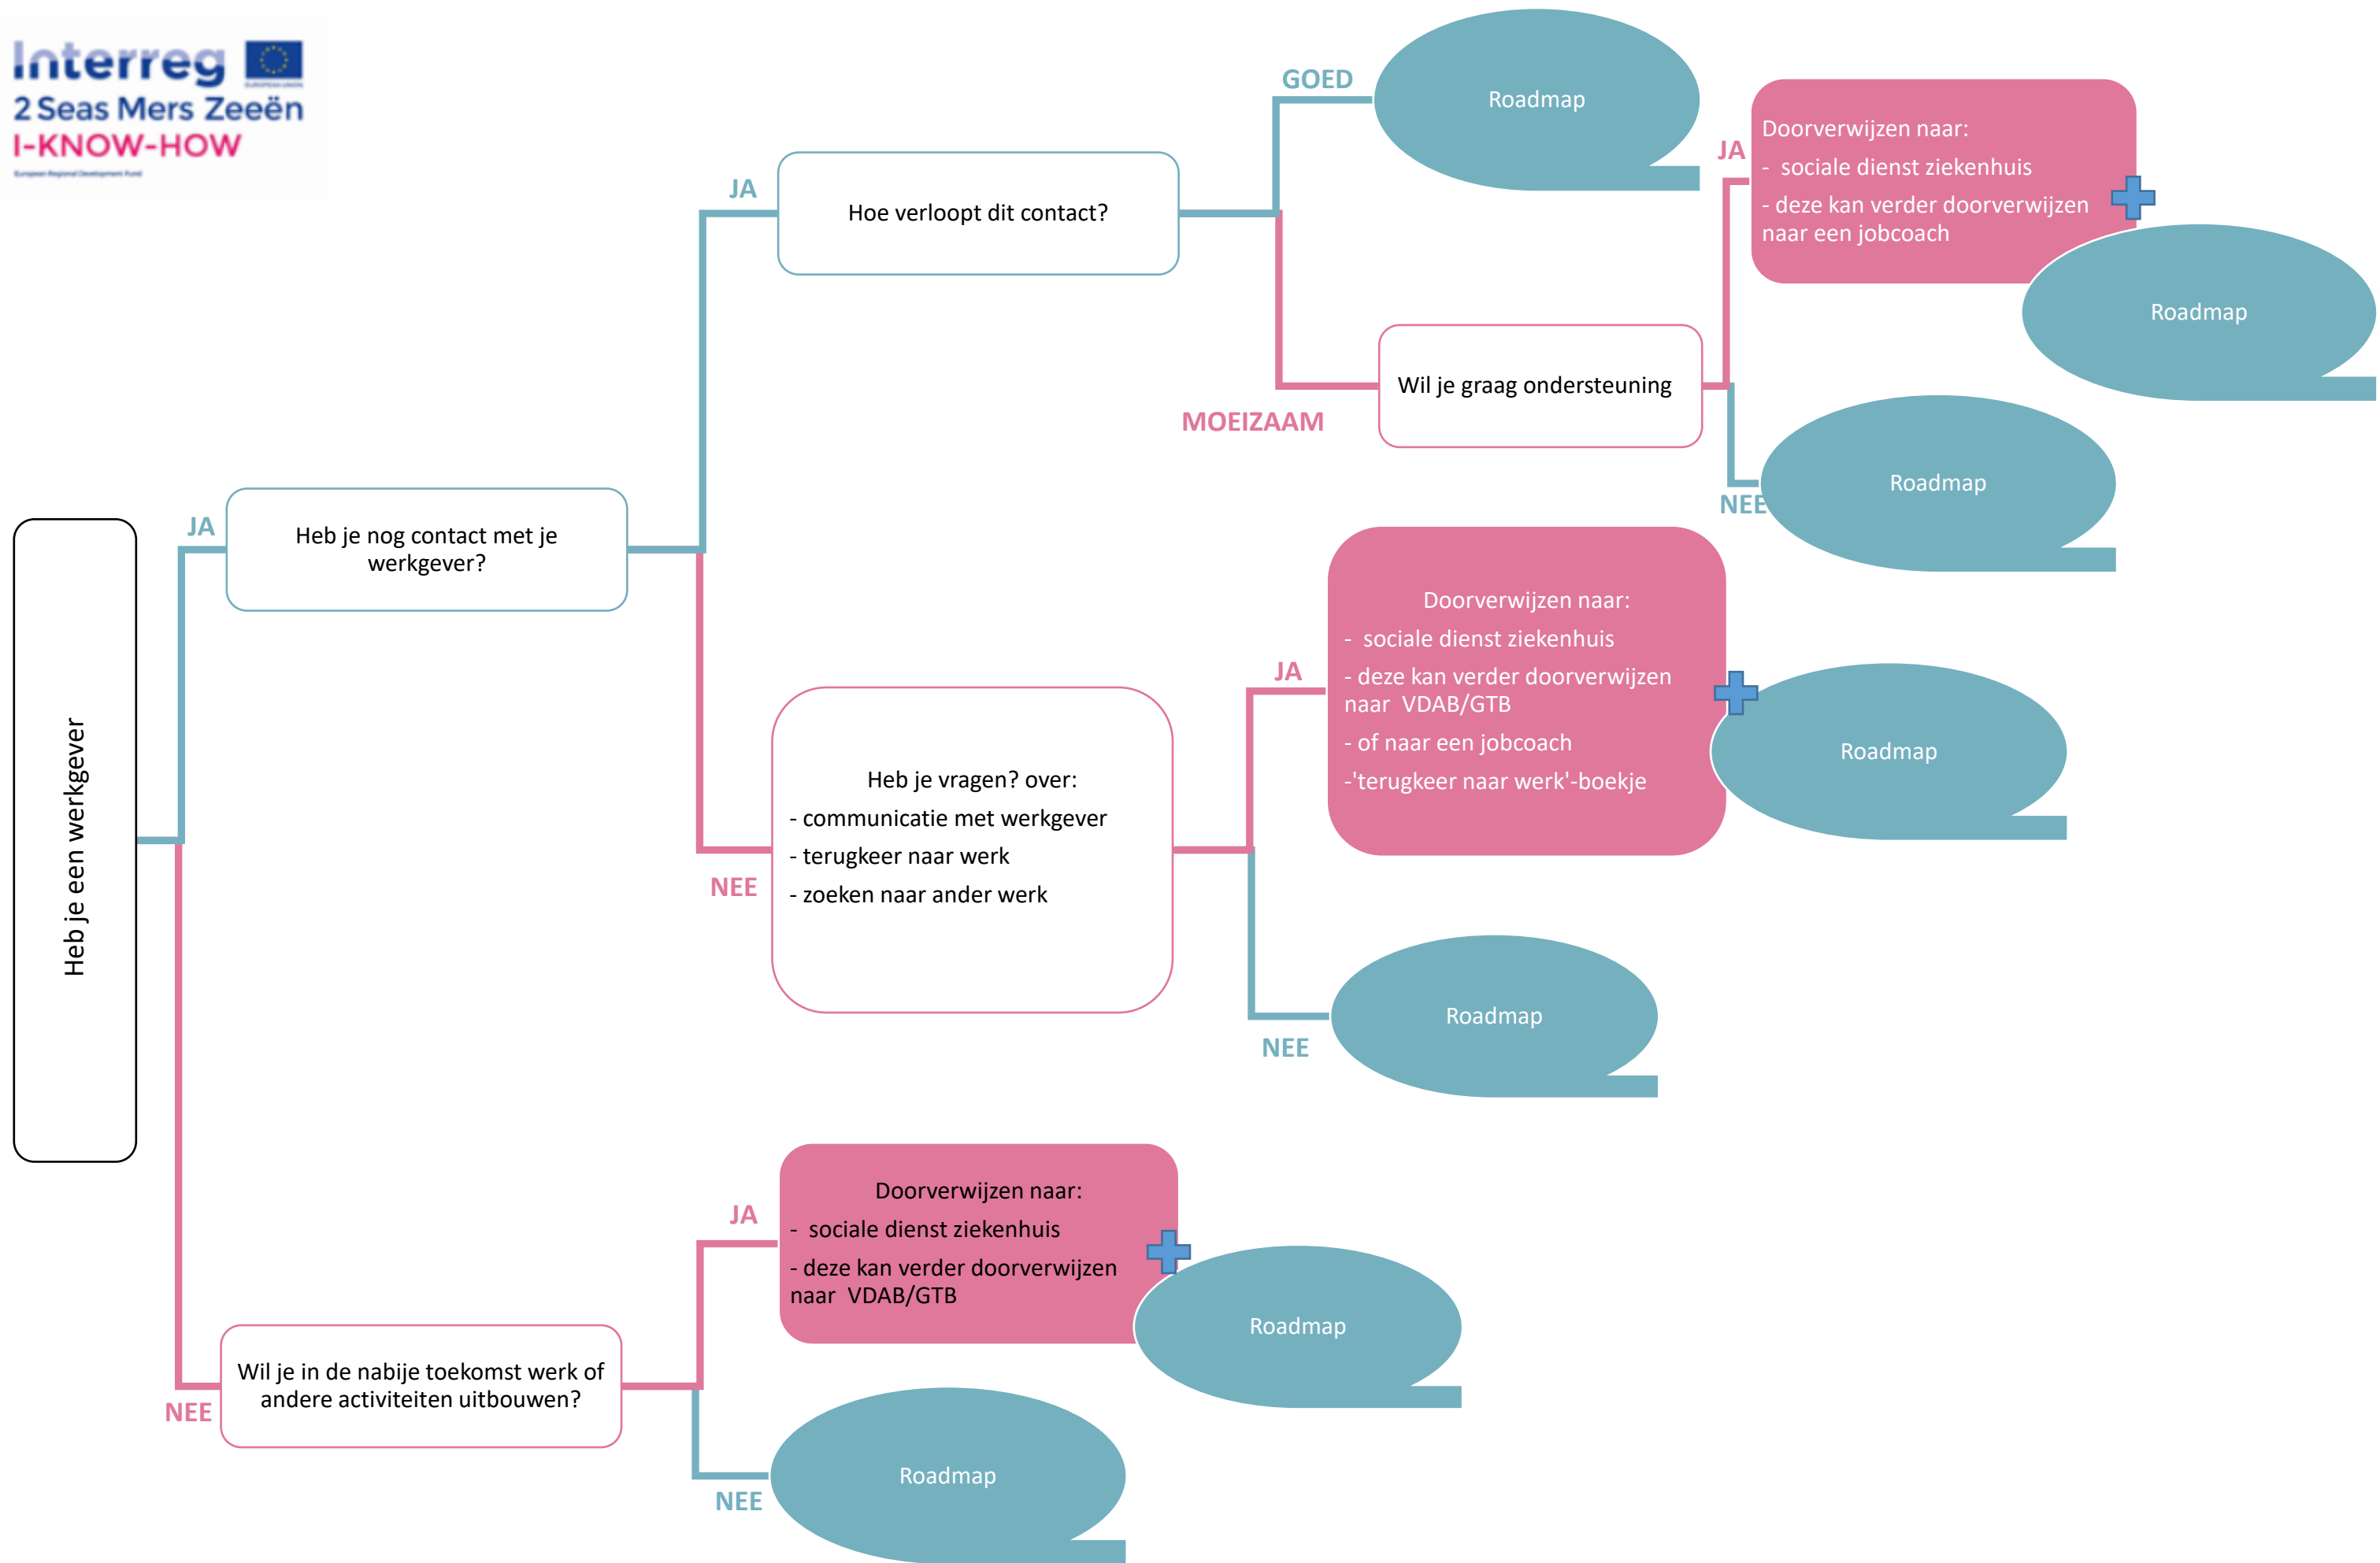 Interreg
EUROPEAN UNION
2 Seas Mers Zeeën
I-KNOW-HOW
European Regional Development Fund
Heb je een werkgever
JA
Heb je nog contact met je
werkgever?
JA
Hoe verloopt dit contact?
GOED
Roadmap
MOEIZAAM
Wil je graag ondersteuning
JA
Doorverwijzen naar:
- sociale dienst ziekenhuis
- deze kan verder doorverwijzen
naar een jobcoach
Roadmap
NEE
Roadmap
NEE
Heb je vragen? over:
- communicatie met werkgever
- terugkeer naar werk
- zoeken naar ander werk
JA
Doorverwijzen naar:
- sociale dienst ziekenhuis
- deze kan verder doorverwijzen
naar VDAB/GTB
- of naar een jobcoach
-'terugkeer naar werk'-boekje
Roadmap
NEE
Roadmap
NEE
Wil je in de nabije toekomst werk of
andere activiteiten uitbouwen?
JA
Doorverwijzen naar:
- sociale dienst ziekenhuis
- deze kan verder doorverwijzen
naar VDAB/GTB
Roadmap
NEE
Roadmap